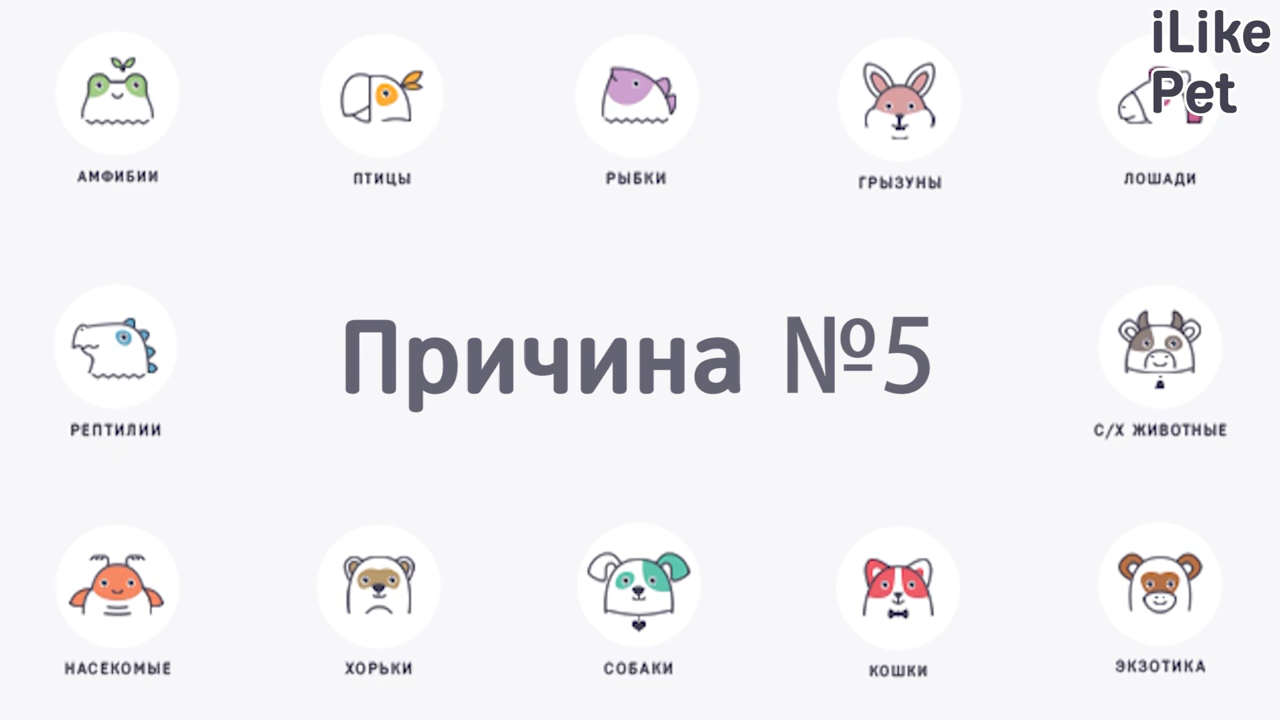 iLike
Pet
АМФИБИИ
ПТИЦЫ
РЫБКИ
ГРЫЗУНЫ
ЛОШАДИ
РЕПТИЛИИ
Причина №5
С/Х ЖИВОТНЫЕ
НАСЕКОМЫЕ
ХОРЬКИ
СОБАКИ
КОШКИ
ЭКЗОТИКА